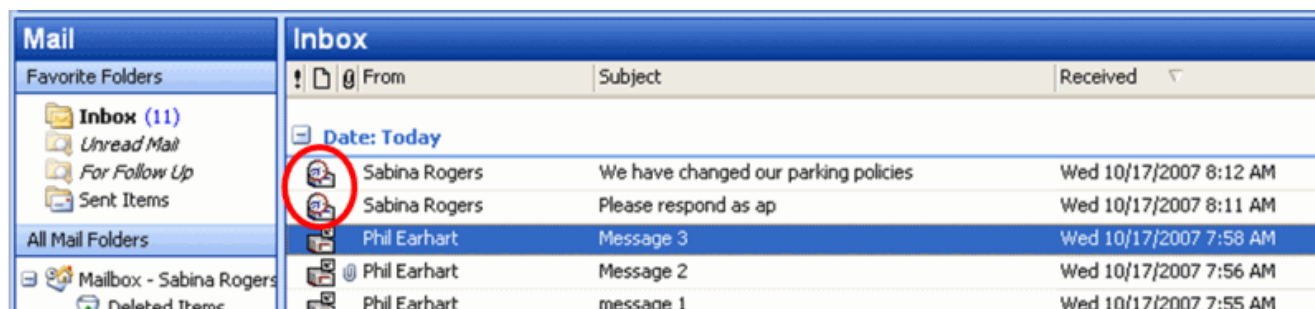 Mail
Inbox
Favorite Folders
! From Subject Received
Inbox (11)
Unread Mail
Date: Today
For Follow Up
Sabina Rogers We have changed our parking policies Wed 10/17/2007 8:12 AM
Sent Items
Sabina Rogers Please respond as ap Wed 10/17/2007 8:11 AM
All Mail Folders
Phil Earhart Message 3 Wed 10/17/2007 7:58 AM
Mailbox - Sabina Rogers
Phil Earhart Message 2 Wed 10/17/2007 7:56 AM
Deleted Items
Phil Earhart message 1 Wed 10/17/2007 7:55 AM